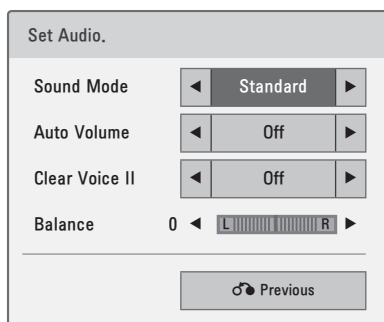 Set Audio.
Sound Mode ◀ Standard ▶
Auto Volume ◀ Off ▶
Clear Voice II ◀ Off ▶
Balance 0 ◀ L R ▶
Previous